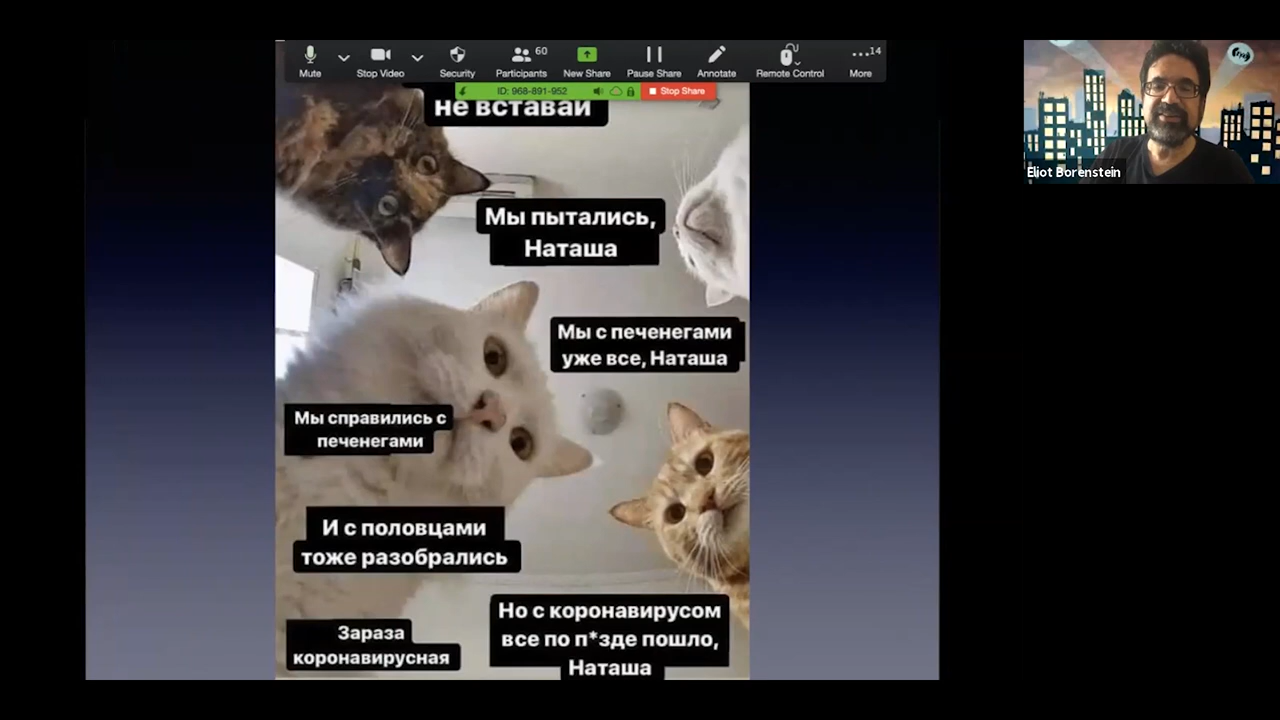 60
14
Mute
Stop Video
Security
Participants
New Share
Pause Share
Annotate
Remote Control
More
ID: 968-891-952
Stop Share
не вставай
Мы пытались,
Наташа
Мы с печенегами
уже все, Наташа
Мы справились с
печенегами
И с половцами
тоже разобрались
Но с коронавирусом
все по п*зде пошло,
Наташа
Зараза
коронавирусная
Eliot Borenstein